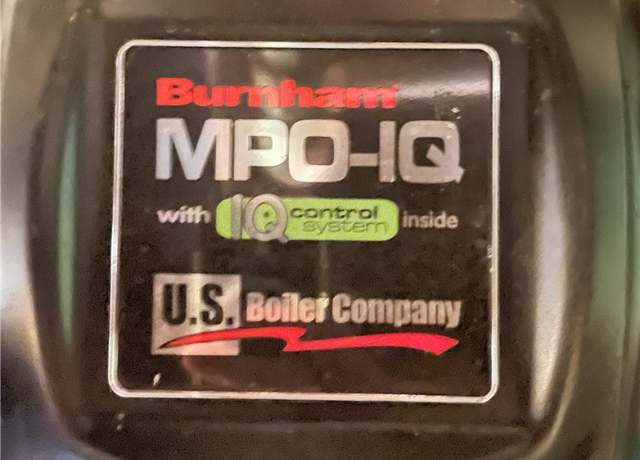 Burnham
MPO-IQ
with IQ control system inside
U.S. Boiler Company